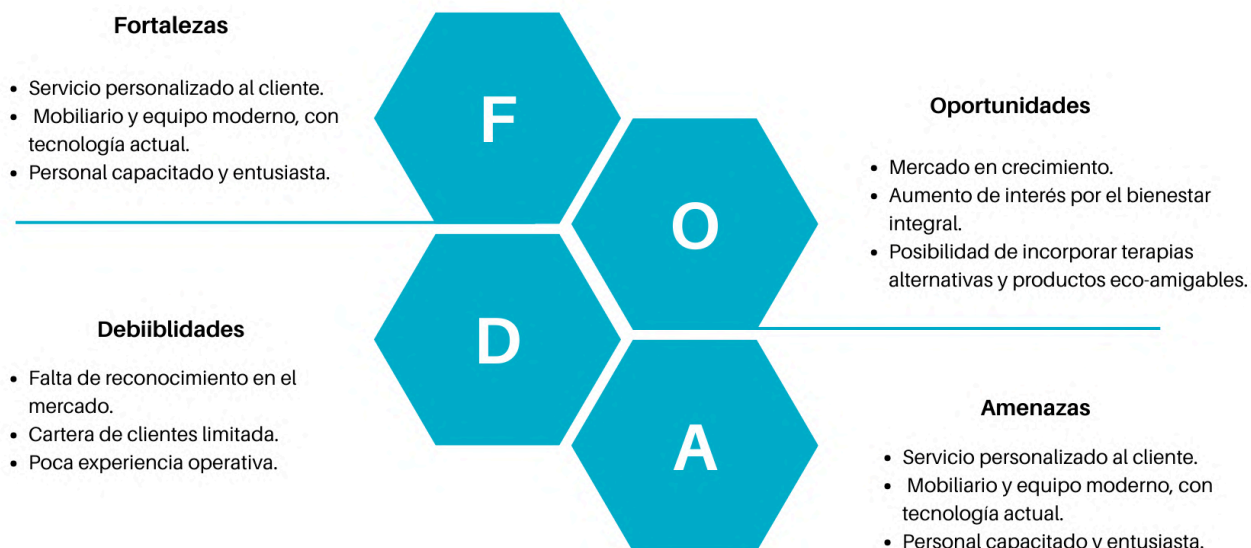 Fortalezas
• Servicio personalizado al cliente.
• Mobiliario y equipo moderno, con
tecnología actual.
• Personal capacitado y entusiasta.
F
Oportunidades
• Mercado en crecimiento.
• Aumento de interés por el bienestar
integral.
• Posibilidad de incorporar terapias
alternativas y productos eco-amigables.
O
Debiiblidades
• Falta de reconocimiento en el
mercado.
• Cartera de clientes limitada.
• Poca experiencia operativa.
D
Amenazas
• Servicio personalizado al cliente.
• Mobiliario y equipo moderno, con
tecnología actual.
• Personal capacitado y entusiasta.
A